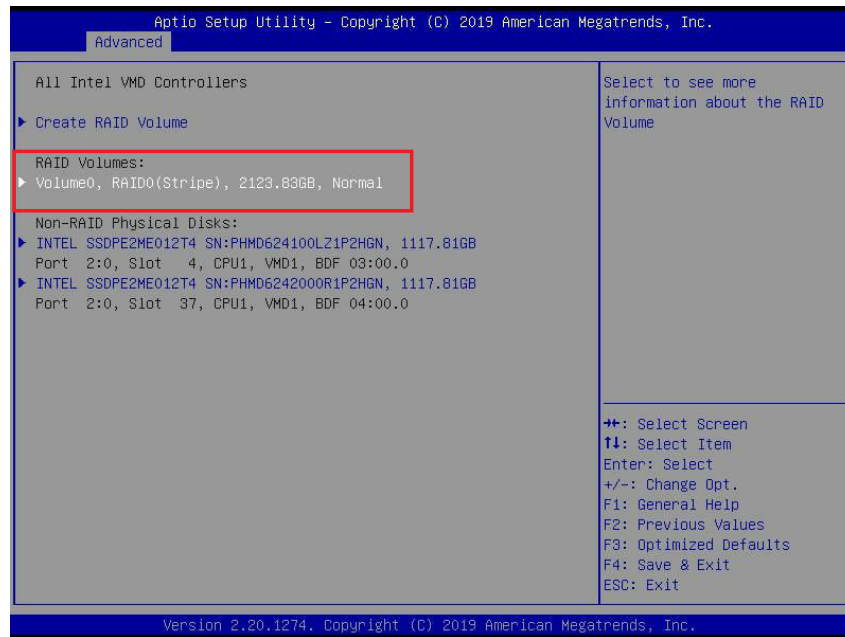 Aptio Setup Utility – Copyright (C) 2019 American Megatrends, Inc.
Advanced
All Intel VMD Controllers
Create RAID Volume
RAID Volumes:
Volume0, RAID0(Stripe), 2123.83GB, Normal
Non-RAID Physical Disks:
INTEL SSDPE2ME012T4 SN:PHMD624100LZ1P2HGN, 1117.81GB
Port 2:0, Slot 4, CPU1, VMD1, BDF 03:00.0
INTEL SSDPE2ME012T4 SN:PHMD6242000R1P2HGN, 1117.81GB
Port 2:0, Slot 37, CPU1, VMD1, BDF 04:00.0
Select to see more
information about the RAID
Volume
→←: Select Screen
↑↓: Select Item
Enter: Select
+/-: Change Opt.
F1: General Help
F2: Previous Values
F3: Optimized Defaults
F4: Save & Exit
ESC: Exit
Version 2.20.1274. Copyright (C) 2019 American Megatrends, Inc.